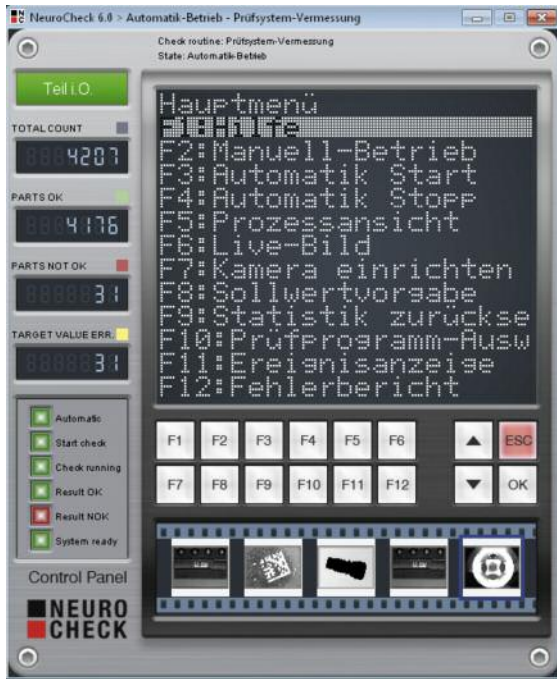 NeuroCheck 6.0 > Automatik-Betrieb - Prüfsystem-Vermessung
Check routine: Prüfsystem-Vermessung
State: Automatik-Betrieb
Teil i.O.
TOTAL COUNT
4207
PARTS OK
4176
PARTS NOT OK
31
TARGET VALUE ERR.
31
Automatic
Start check
Check running
Result OK
Result NOK
System ready
Control Panel
NEURO
CHECK
Hauptmenü
F1:Hilfe
F2:Manuell-Betrieb
F3:Automatik Start
F4:Automatik Stopp
F5:Prozessansicht
F6:Live-Bild
F7:Kamera einrichten
F8:Sollwertvorgabe
F9:Statistik zurückse
F10:Prüfprogramm-Ausw
F11:Ereignisanzeige
F12:Fehlerbericht
F1 F2 F3 F4 F5 F6 ESC
F7 F8 F9 F10 F11 F12 OK